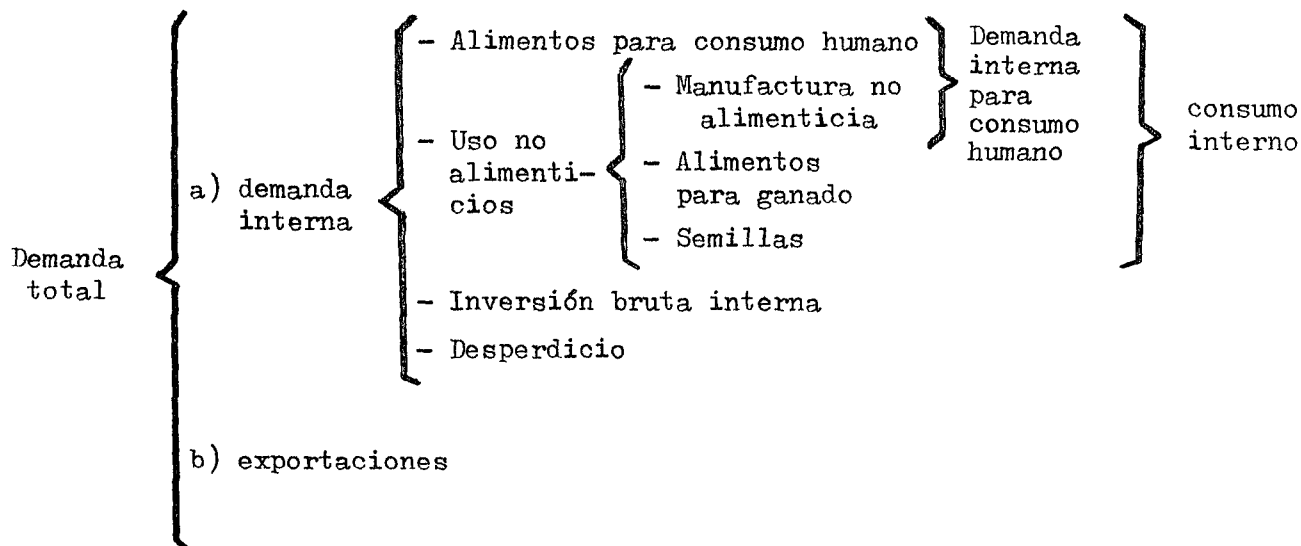 Demanda
total
a) demanda
interna
- Alimentos para consumo humano
- Uso no
alimenti-
cios
- Manufactura no
alimenticia
- Alimentos
para ganado
- Semillas
- Inversión bruta interna
- Desperdicio
b) exportaciones
Demanda
interna
para
consumo
humano
consumo
interno